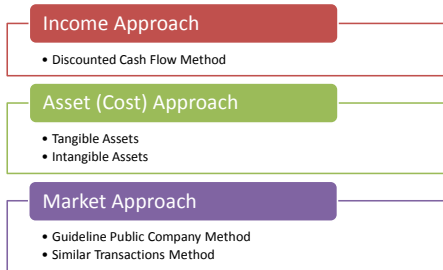 Income Approach
• Discounted Cash Flow Method
Asset (Cost) Approach
• Tangible Assets
• Intangible Assets
Market Approach
• Guideline Public Company Method
• Similar Transactions Method